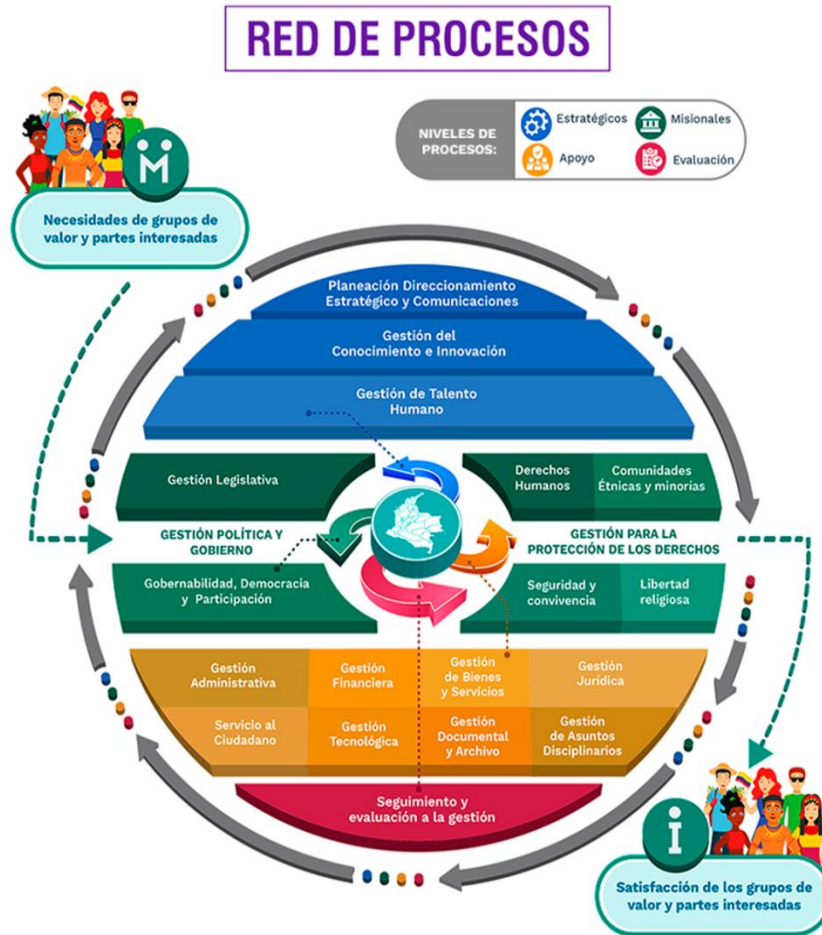 RED DE PROCESOS
NIVELES DE
PROCESOS:
Estratégicos
Misionales
Apoyo
Evaluación
M
Necesidades de grupos de
valor y partes interesadas
Planeación Direccionamiento
Estratégico y Comunicaciones
Gestión del
Conocimiento e Innovación
Gestión de Talento
Humano
Gestión Legislativa
Derechos
Humanos
Comunidades
Étnicas y minorías
GESTIÓN POLÍTICA Y
GOBIERNO
GESTIÓN PARA LA
PROTECCIÓN DE LOS DERECHOS
Gobernabilidad, Democracia
y Participación
Seguridad y
convivencia
Libertad
religiosa
Gestión
Administrativa
Gestión
Financiera
Gestión
de Bienes
y Servicios
Gestión
Jurídica
Servicio al
Ciudadano
Gestión
Tecnológica
Gestión
Documental
y Archivo
Gestión
de Asuntos
Disciplinarios
Seguimiento y
evaluación a la gestión
i
Satisfacción de los grupos de
valor y partes interesadas